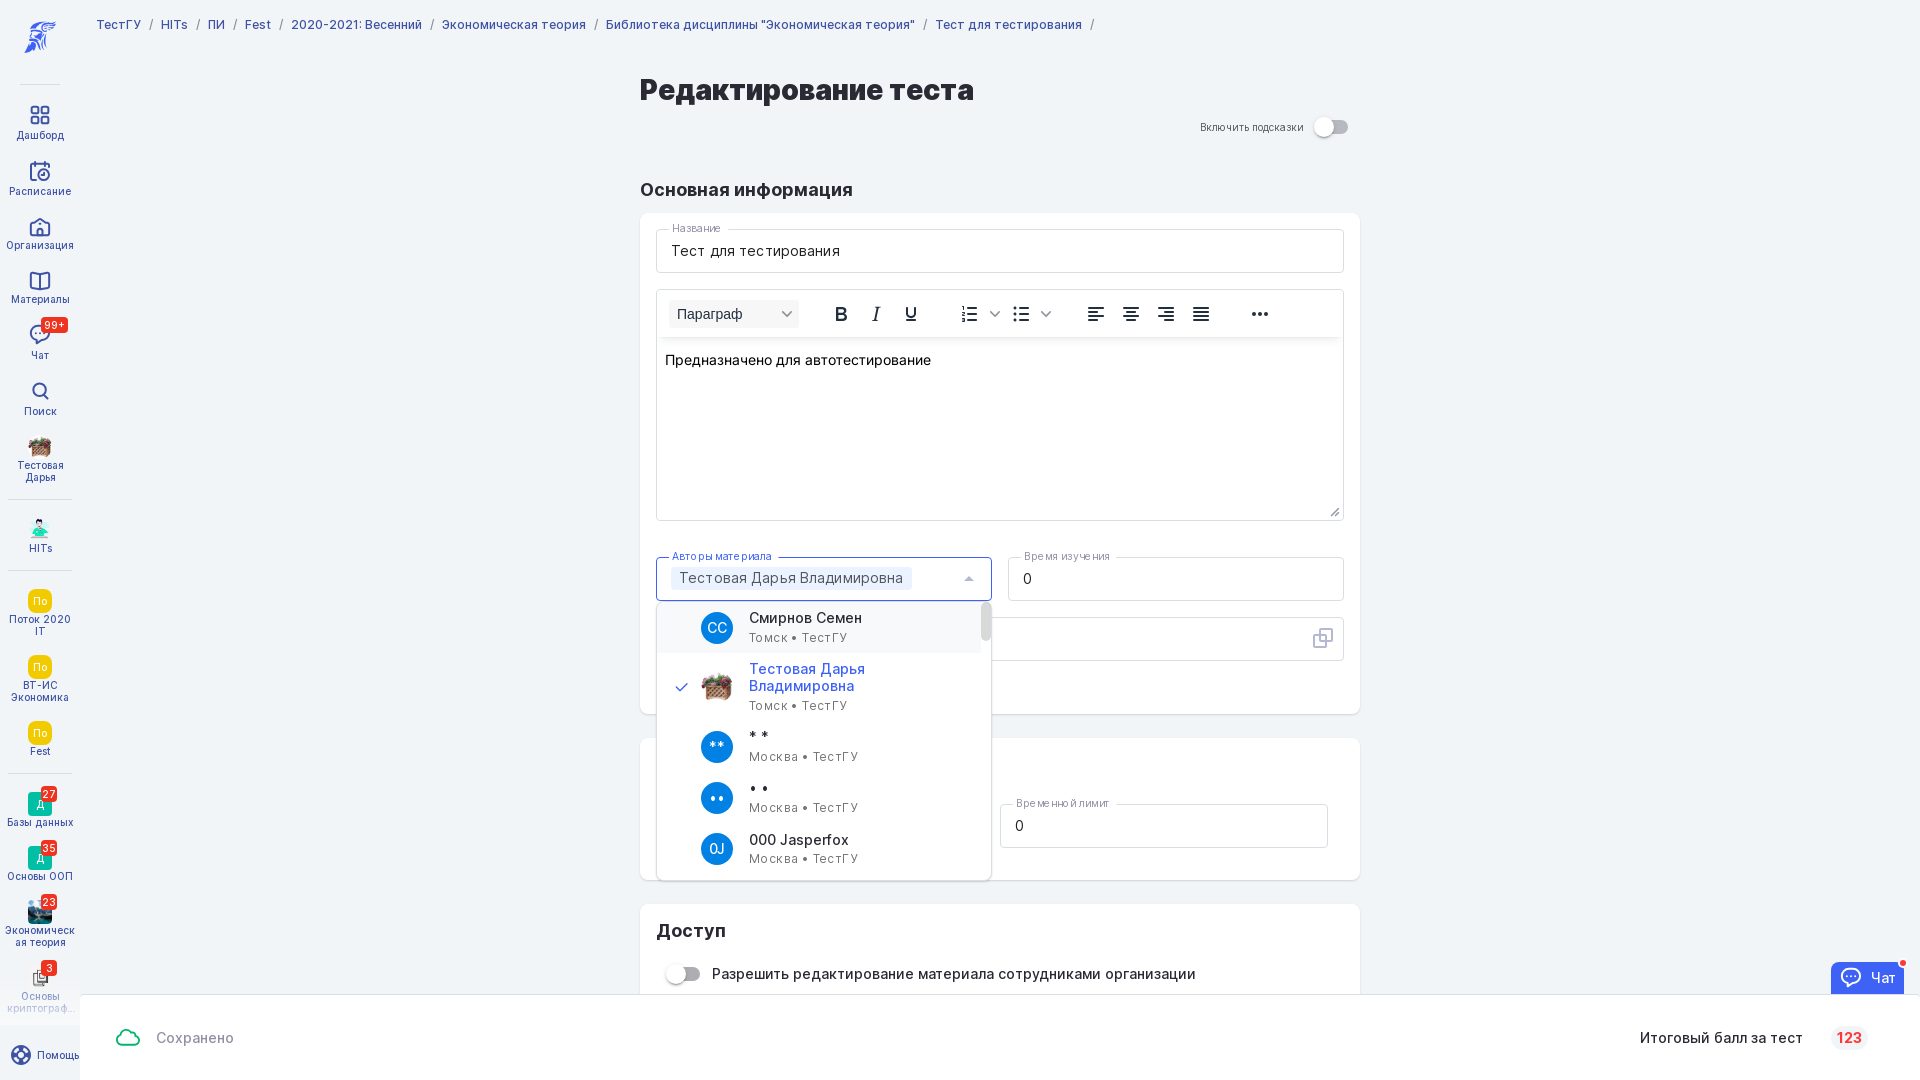 ТестГУ / HITs / ПИ / Fest / 2020-2021: Весенний / Экономическая теория / Библиотека дисциплины "Экономическая теория" / Тест для тестирования /
Дашборд
Расписание
Организация
Материалы
99+
Чат
Поиск
Тестовая
Дарья
HITs
По
Поток 2020
IT
По
ВТ-ИС
Экономика
По
Fest
27
Д
Базы данных
35
Д
Основы ООП
23
Экономическ
ая теория
3
Основы
криптограф...
Помощь
Редактирование теста
Включить подсказки
Основная информация
Название
Тест для тестирования
Параграф
Предназначено для автотестирование
Авторы материала
Тестовая Дарья Владимировна
Время изучения
0
СС
Смирнов Семен
Томск • ТестГУ
Тестовая Дарья
Владимировна
Томск • ТестГУ
**
* *
Москва • ТестГУ
••
• •
Москва • ТестГУ
0J
000 Jasperfox
Москва • ТестГУ
Временной лимит
0
Доступ
Разрешить редактирование материала сотрудниками организации
Чат
Сохранено
Итоговый балл за тест 123